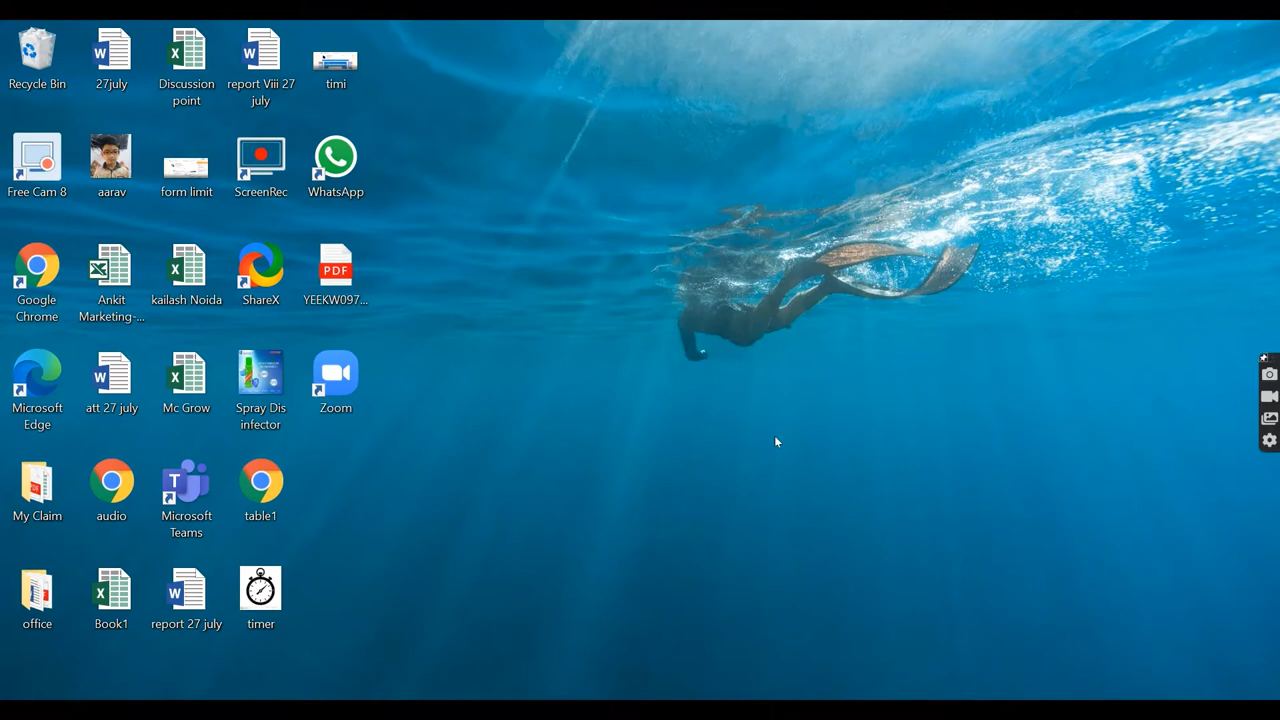 Recycle Bin
27july
Discussion
point
report Viii 27
july
timi
Free Cam 8
aarav
form limit
ScreenRec
WhatsApp
Google
Chrome
Ankit
Marketing-...
kailash Noida
ShareX
PDF
YEEKW097...
Microsoft
Edge
att 27 july
Mc Grow
Spray Dis
infector
Zoom
My Claim
audio
Microsoft
Teams
table1
office
Book1
report 27 july
timer